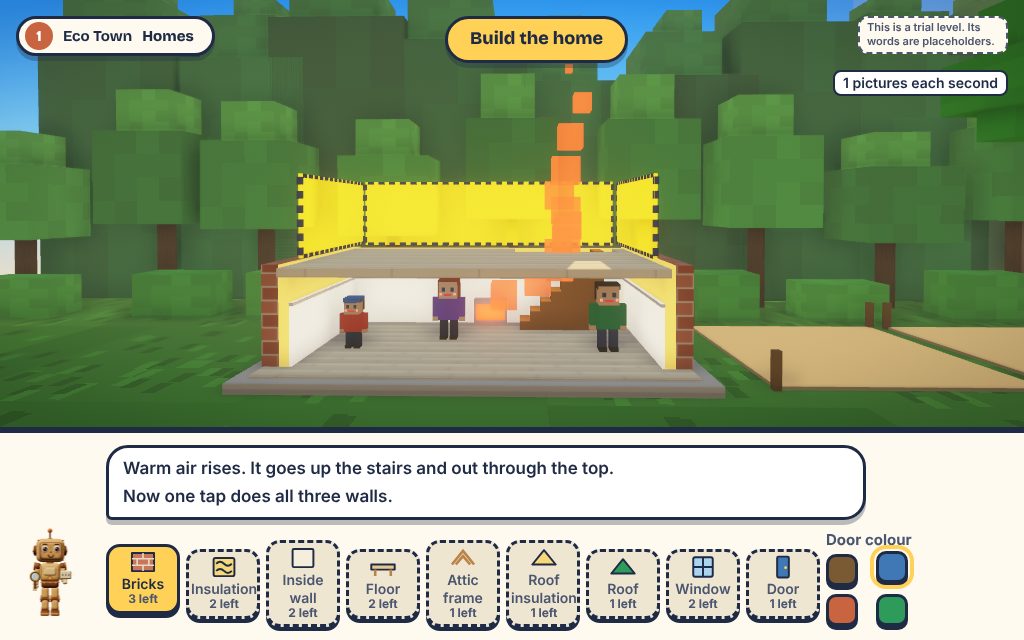 1 Eco Town Homes
Build the home
This is a trial level. Its
words are placeholders.
1 pictures each second
Warm air rises. It goes up the stairs and out through the top.
Now one tap does all three walls.
Bricks
3 left
Insulation
2 left
Inside
wall
2 left
Floor
2 left
Attic
frame
1 left
Roof
insulation
1 left
Roof
1 left
Window
2 left
Door
1 left
Door colour